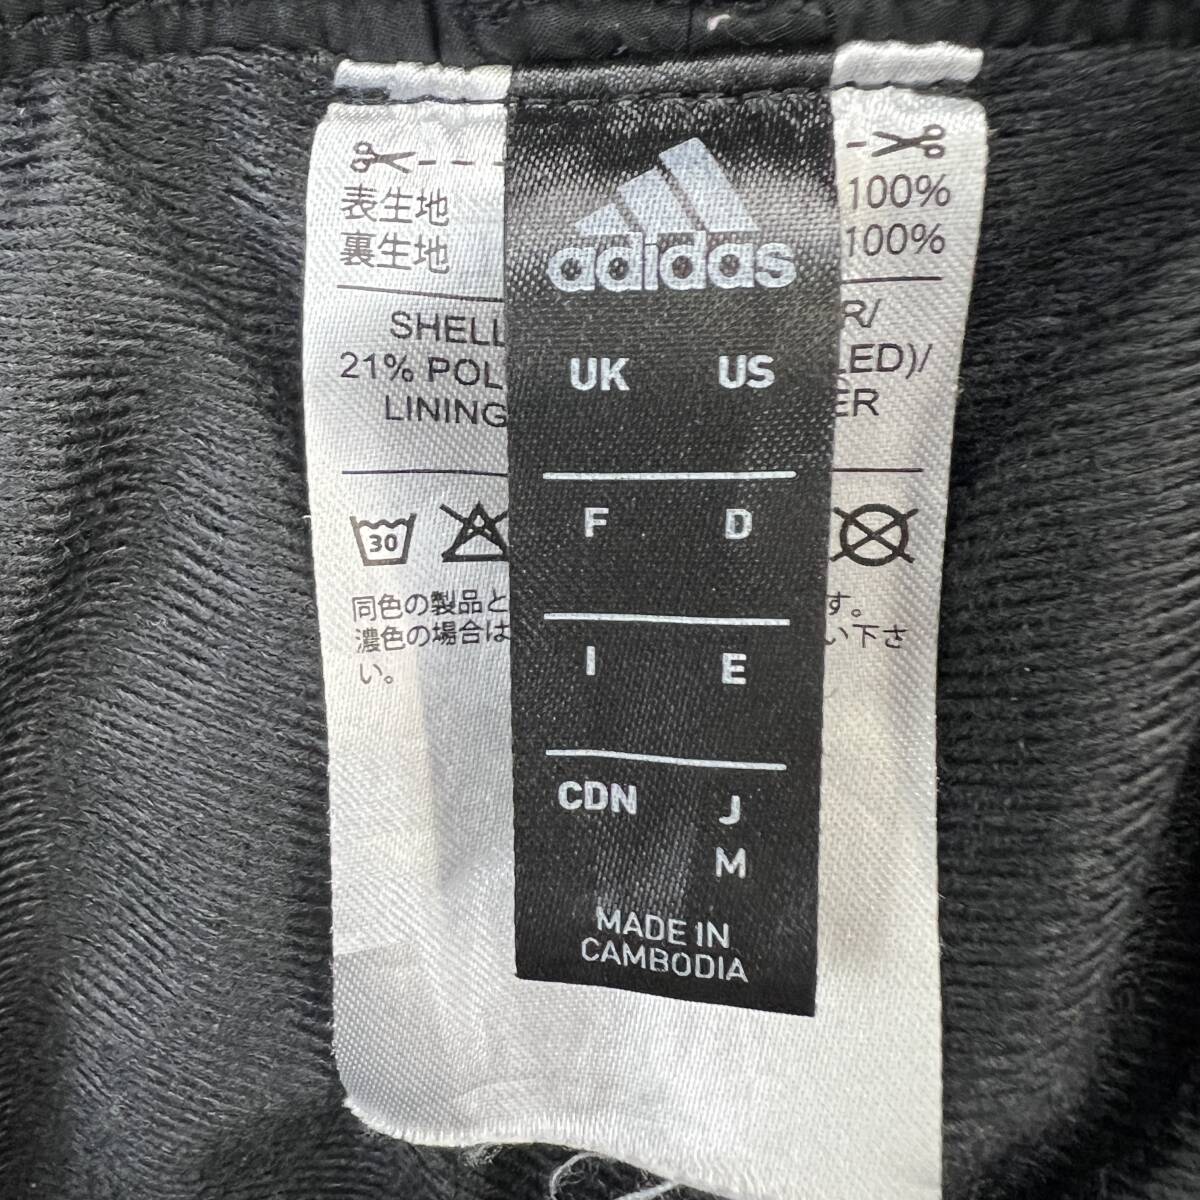 表生地 100%
裏生地 100%
SHELL R/
21% POL LED)/
LINING ER
30
同色の製品と す。
濃色の場合は い下さ
い。
adidas
UK US
F D
I E
CDN J
M
MADE IN
CAMBODIA